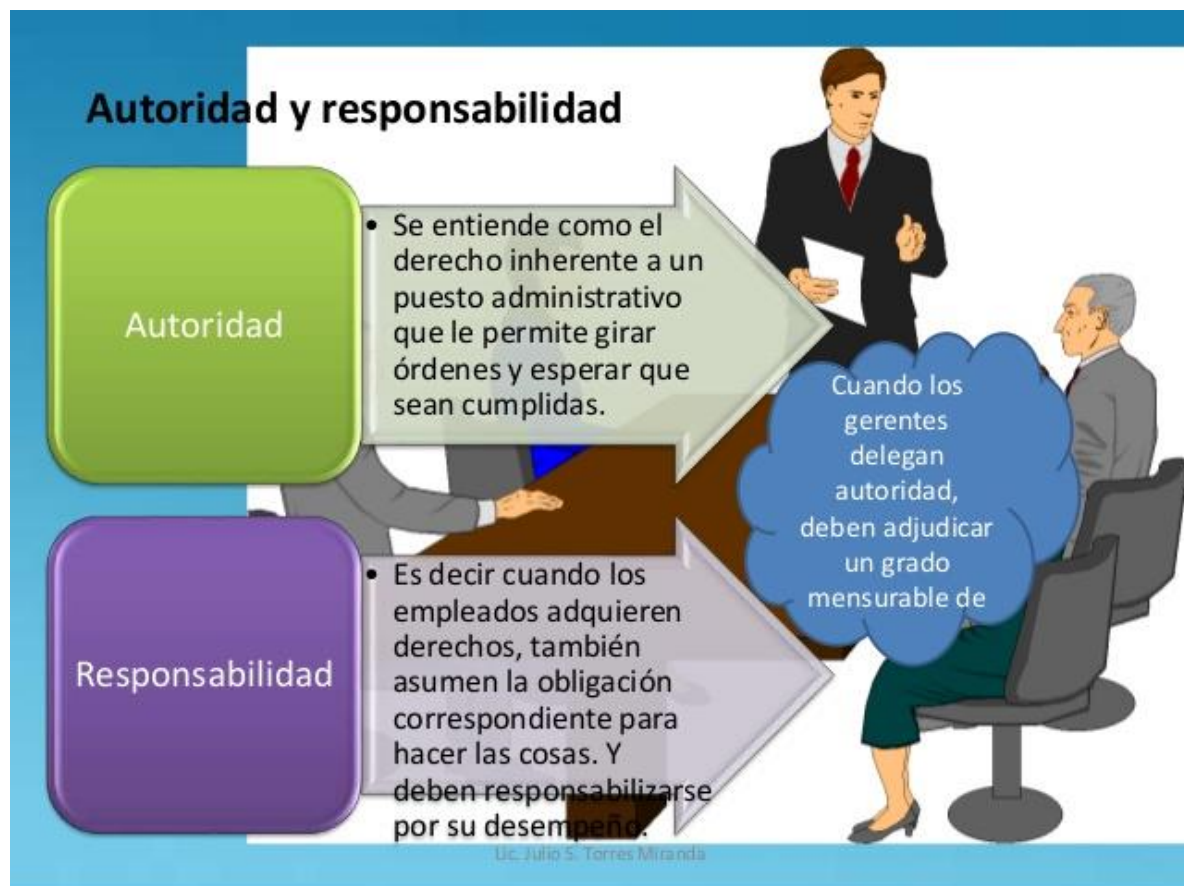 Autoridad y responsabilidad
Autoridad
• Se entiende como el
derecho inherente a un
puesto administrativo
que le permite girar
órdenes y esperar que
sean cumplidas.
Cuando los
gerentes
delegan
autoridad,
deben adjudicar
un grado
mensurable de
Responsabilidad
• Es decir cuando los
empleados adquieren
derechos, también
asumen la obligación
correspondiente para
hacer las cosas. Y
deben responsabilizarse
por su desempeño.
Lic. Julio S. Torres Miranda